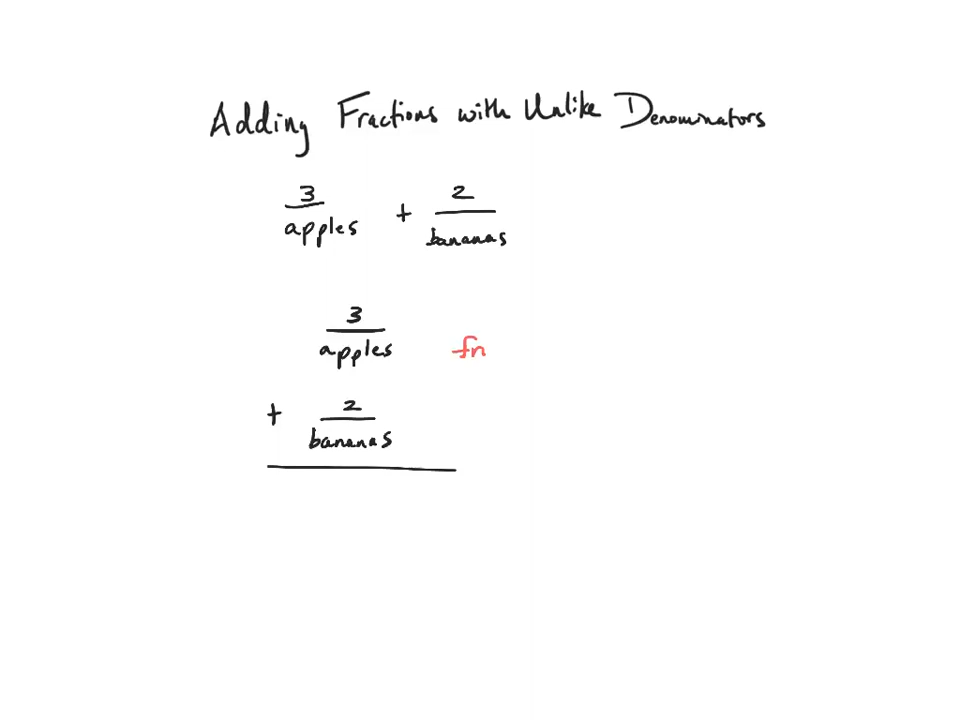 Adding Fractions with Unlike Denominators
3
apples
+
2
bananas
3
apples
fn
+
2
bananas